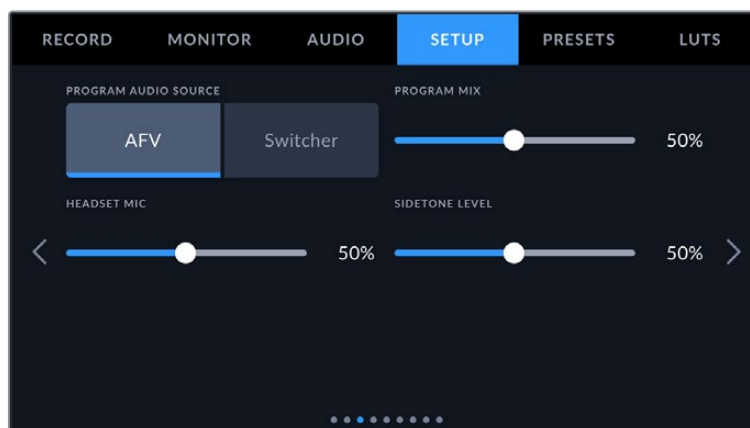 RECORD MONITOR AUDIO SETUP PRESETS LUTS
PROGRAM AUDIO SOURCE PROGRAM MIX
AFV Switcher 50%
HEADSET MIC SIDETONE LEVEL
50% 50%